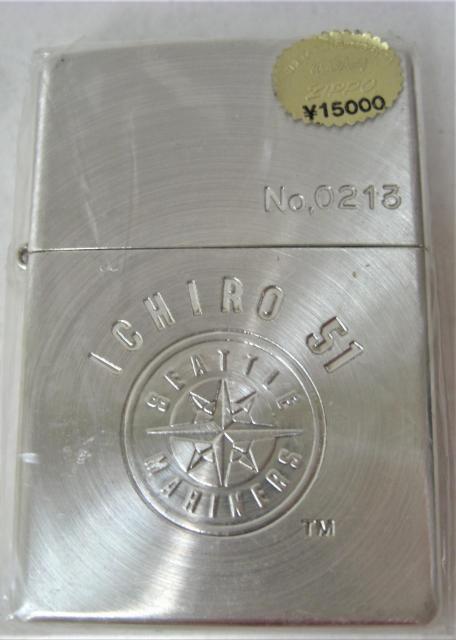 ZIPPO
¥15000
No.0213
ICHIRO 51
SEATTLE
MARINERS
TM